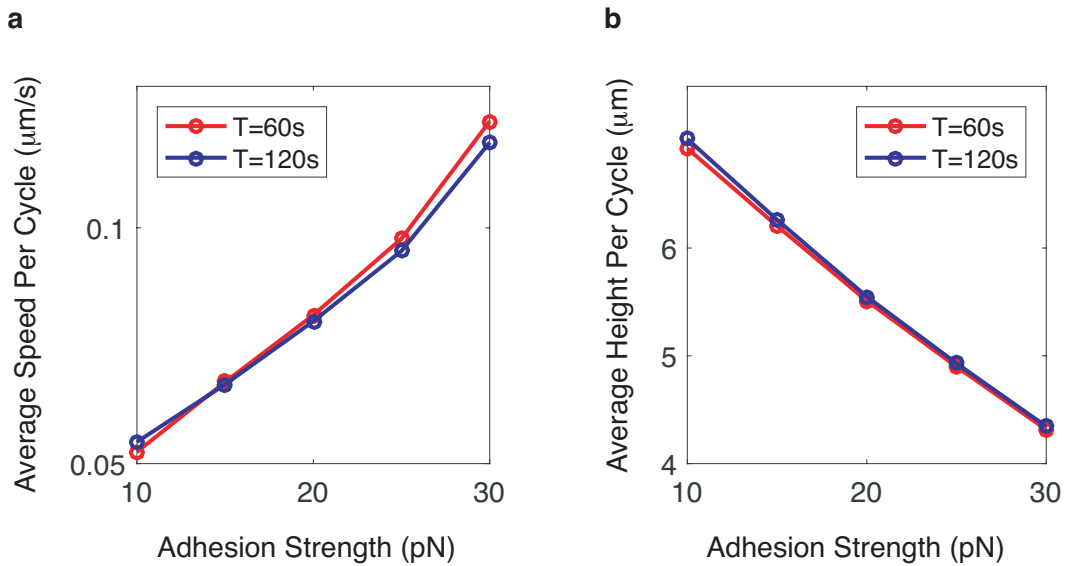 a
Average Speed Per Cycle (μm/s)
0.1
0.05
T=60s
T=120s
10
20
30
Adhesion Strength (pN)
b
Average Height Per Cycle (μm)
6
5
4
T=60s
T=120s
10
20
30
Adhesion Strength (pN)